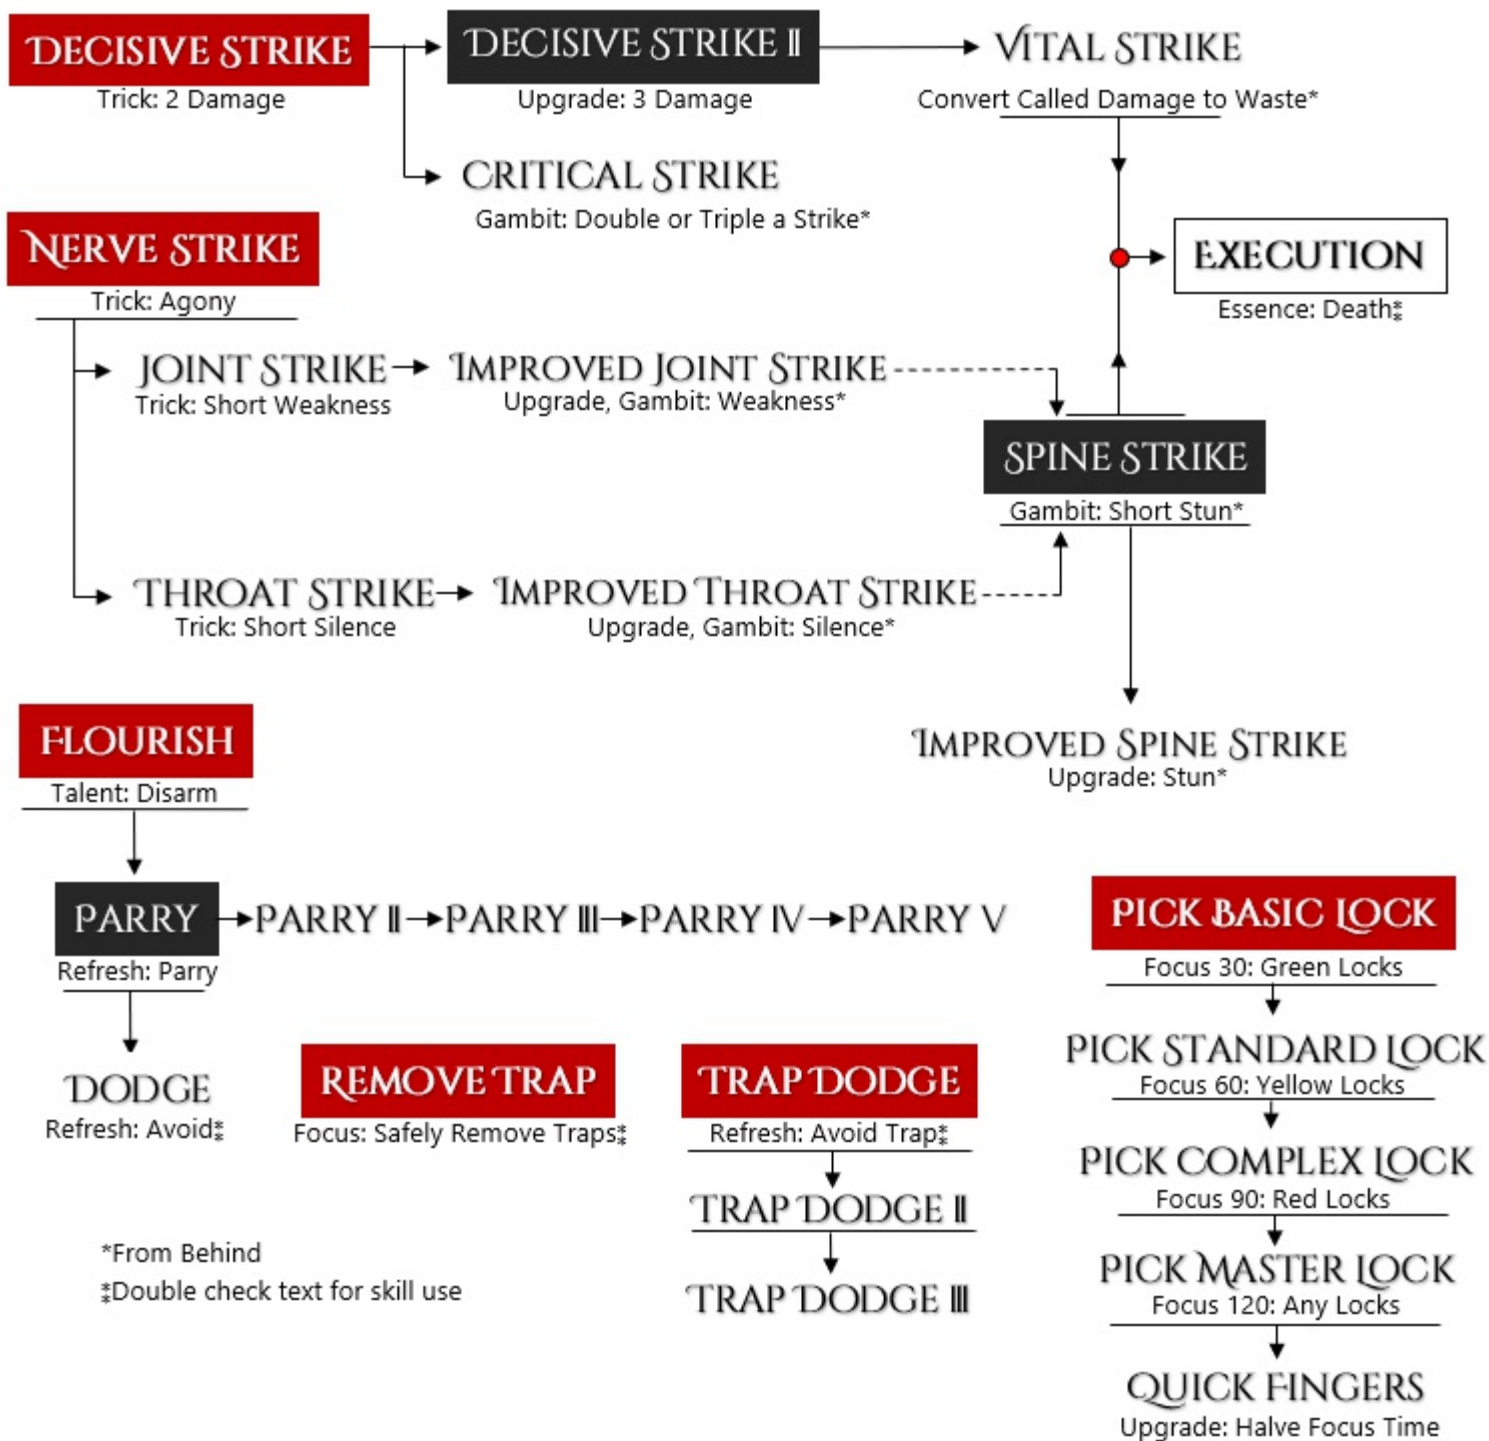 DECISIVE STRIKE
Trick: 2 Damage
DECISIVE STRIKE II
Upgrade: 3 Damage
VITAL STRIKE
Convert Called Damage to Waste*
CRITICAL STRIKE
Gambit: Double or Triple a Strike*
NERVE STRIKE
Trick: Agony
EXECUTION
Essence: Death‡
JOINT STRIKE
Trick: Short Weakness
IMPROVED JOINT STRIKE
Upgrade, Gambit: Weakness*
SPINE STRIKE
Gambit: Short Stun*
THROAT STRIKE
Trick: Short Silence
IMPROVED THROAT STRIKE
Upgrade, Gambit: Silence*
IMPROVED SPINE STRIKE
Upgrade: Stun*
FLOURISH
Talent: Disarm
PARRY
Refresh: Parry
PARRY II
PARRY III
PARRY IV
PARRY V
DODGE
Refresh: Avoid‡
REMOVE TRAP
Focus: Safely Remove Traps‡
TRAP DODGE
Refresh: Avoid Trap‡
TRAP DODGE II
TRAP DODGE III
PICK BASIC LOCK
Focus 30: Green Locks
PICK STANDARD LOCK
Focus 60: Yellow Locks
PICK COMPLEX LOCK
Focus 90: Red Locks
PICK MASTER LOCK
Focus 120: Any Locks
QUICK FINGERS
Upgrade: Halve Focus Time
*From Behind
‡Double check text for skill use